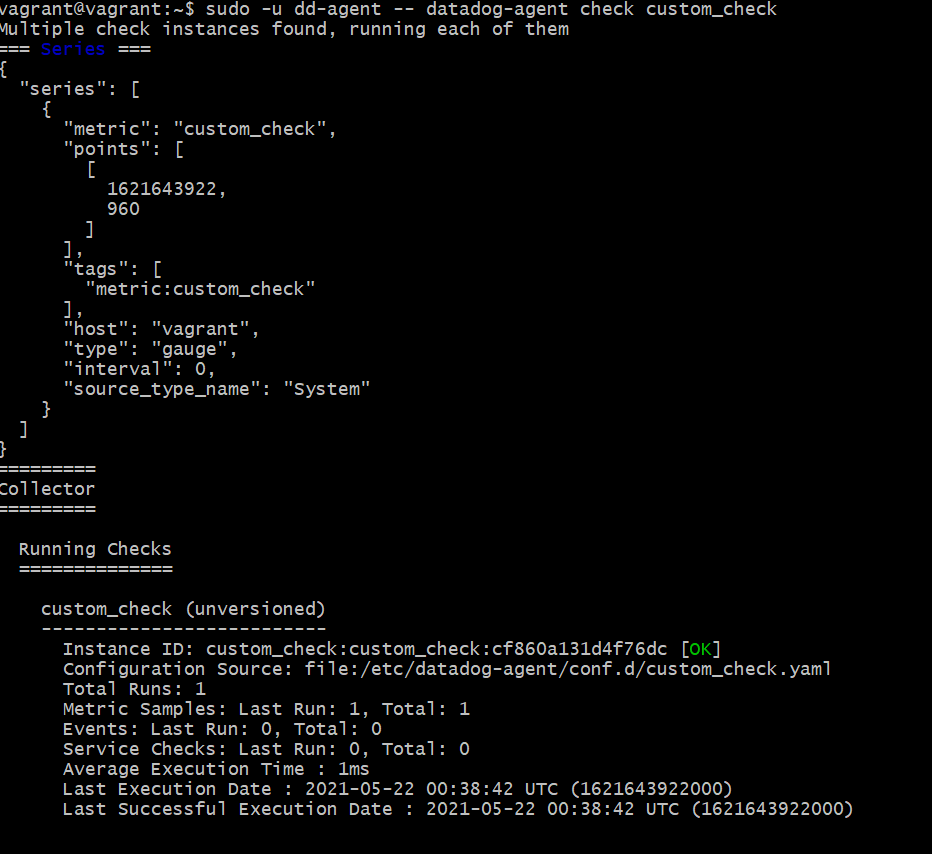 vagrant@vagrant:~$ sudo -u dd-agent -- datadog-agent check custom_check
Multiple check instances found, running each of them
=== Series ===
{
  "series": [
    {
      "metric": "custom_check",
      "points": [
        [
          1621643922,
          960
        ]
      ],
      "tags": [
        "metric:custom_check"
      ],
      "host": "vagrant",
      "type": "gauge",
      "interval": 0,
      "source_type_name": "System"
    }
  ]
}
=========
Collector
=========

  Running Checks
  ==============

    custom_check (unversioned)
    --------------------------
      Instance ID: custom_check:custom_check:cf860a131d4f76dc [OK]
      Configuration Source: file:/etc/datadog-agent/conf.d/custom_check.yaml
      Total Runs: 1
      Metric Samples: Last Run: 1, Total: 1
      Events: Last Run: 0, Total: 0
      Service Checks: Last Run: 0, Total: 0
      Average Execution Time : 1ms
      Last Execution Date : 2021-05-22 00:38:42 UTC (1621643922000)
      Last Successful Execution Date : 2021-05-22 00:38:42 UTC (1621643922000)